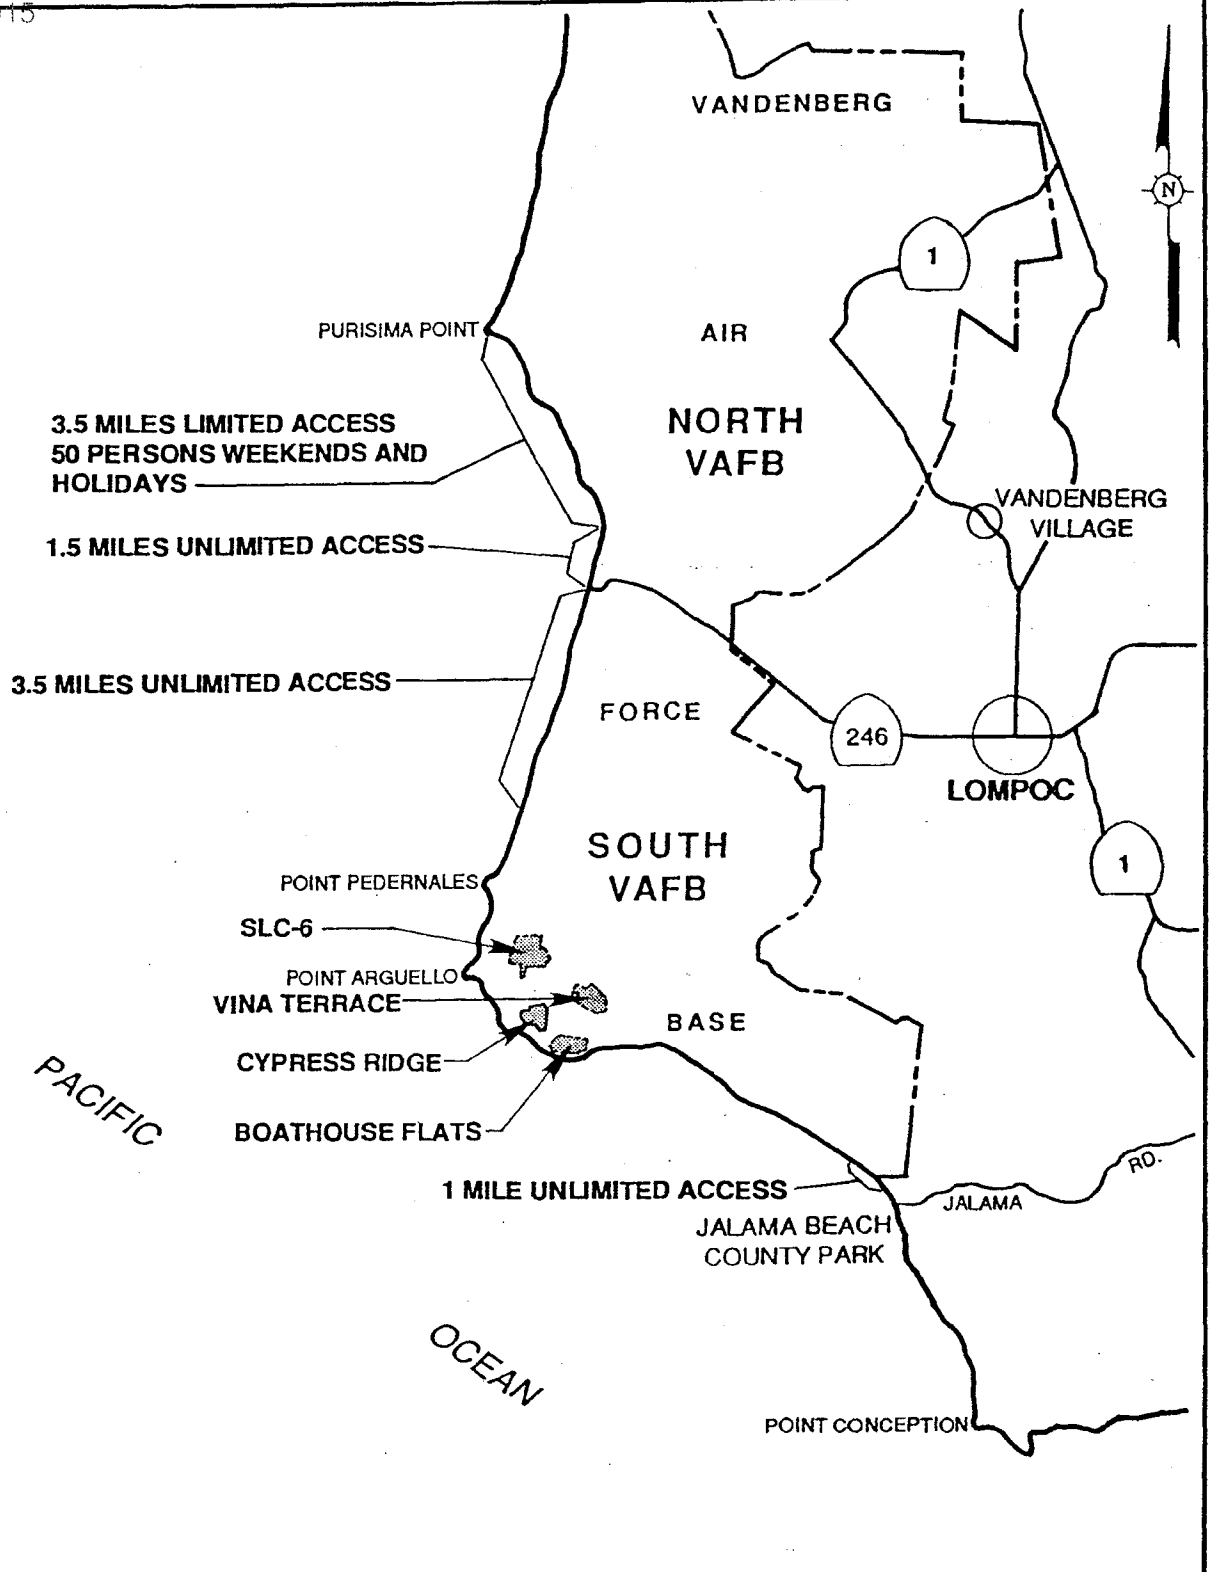 15
VANDENBERG
N
1
PURISIMA POINT
AIR
3.5 MILES LIMITED ACCESS
50 PERSONS WEEKENDS AND
HOLIDAYS
NORTH
VAFB
VANDENBERG
VILLAGE
1.5 MILES UNLIMITED ACCESS
3.5 MILES UNLIMITED ACCESS
FORCE
246
LOMPOC
SOUTH
VAFB
1
POINT PEDERNALES
SLC-6
POINT ARGUELLO
VINA TERRACE
BASE
CYPRESS RIDGE
PACIFIC
BOATHOUSE FLATS
1 MILE UNLIMITED ACCESS
JALAMA RD.
JALAMA BEACH
COUNTY PARK
OCEAN
POINT CONCEPTION